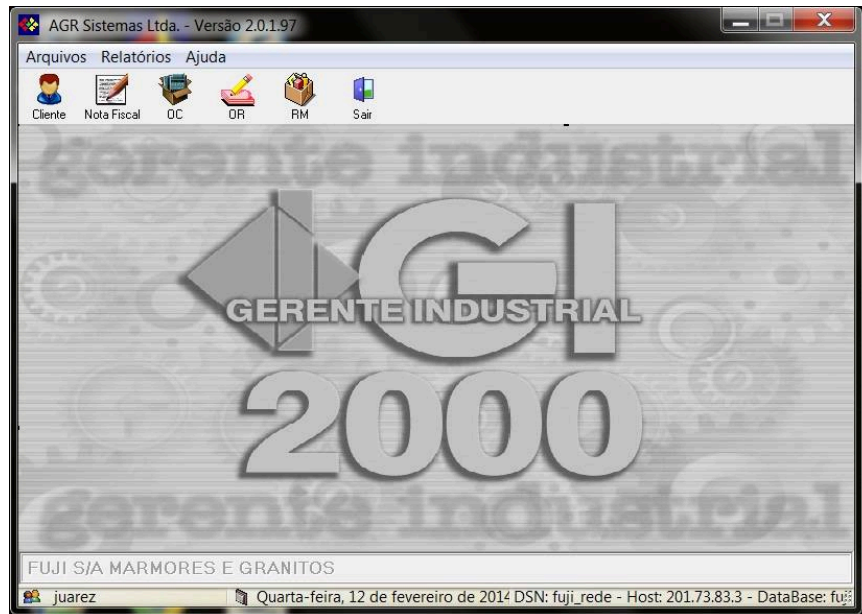 AGR Sistemas Ltda. - Versão 2.0.1.97
Arquivos Relatórios Ajuda
Cliente Nota Fiscal OC OR RM Sair
gerente industrial
GI
GERENTE INDUSTRIAL
2000
gerente industrial
FUJI S/A MARMORES E GRANITOS
juarez Quarta-feira, 12 de fevereiro de 2014 DSN: fuji_rede - Host: 201.73.83.3 - DataBase: fuj